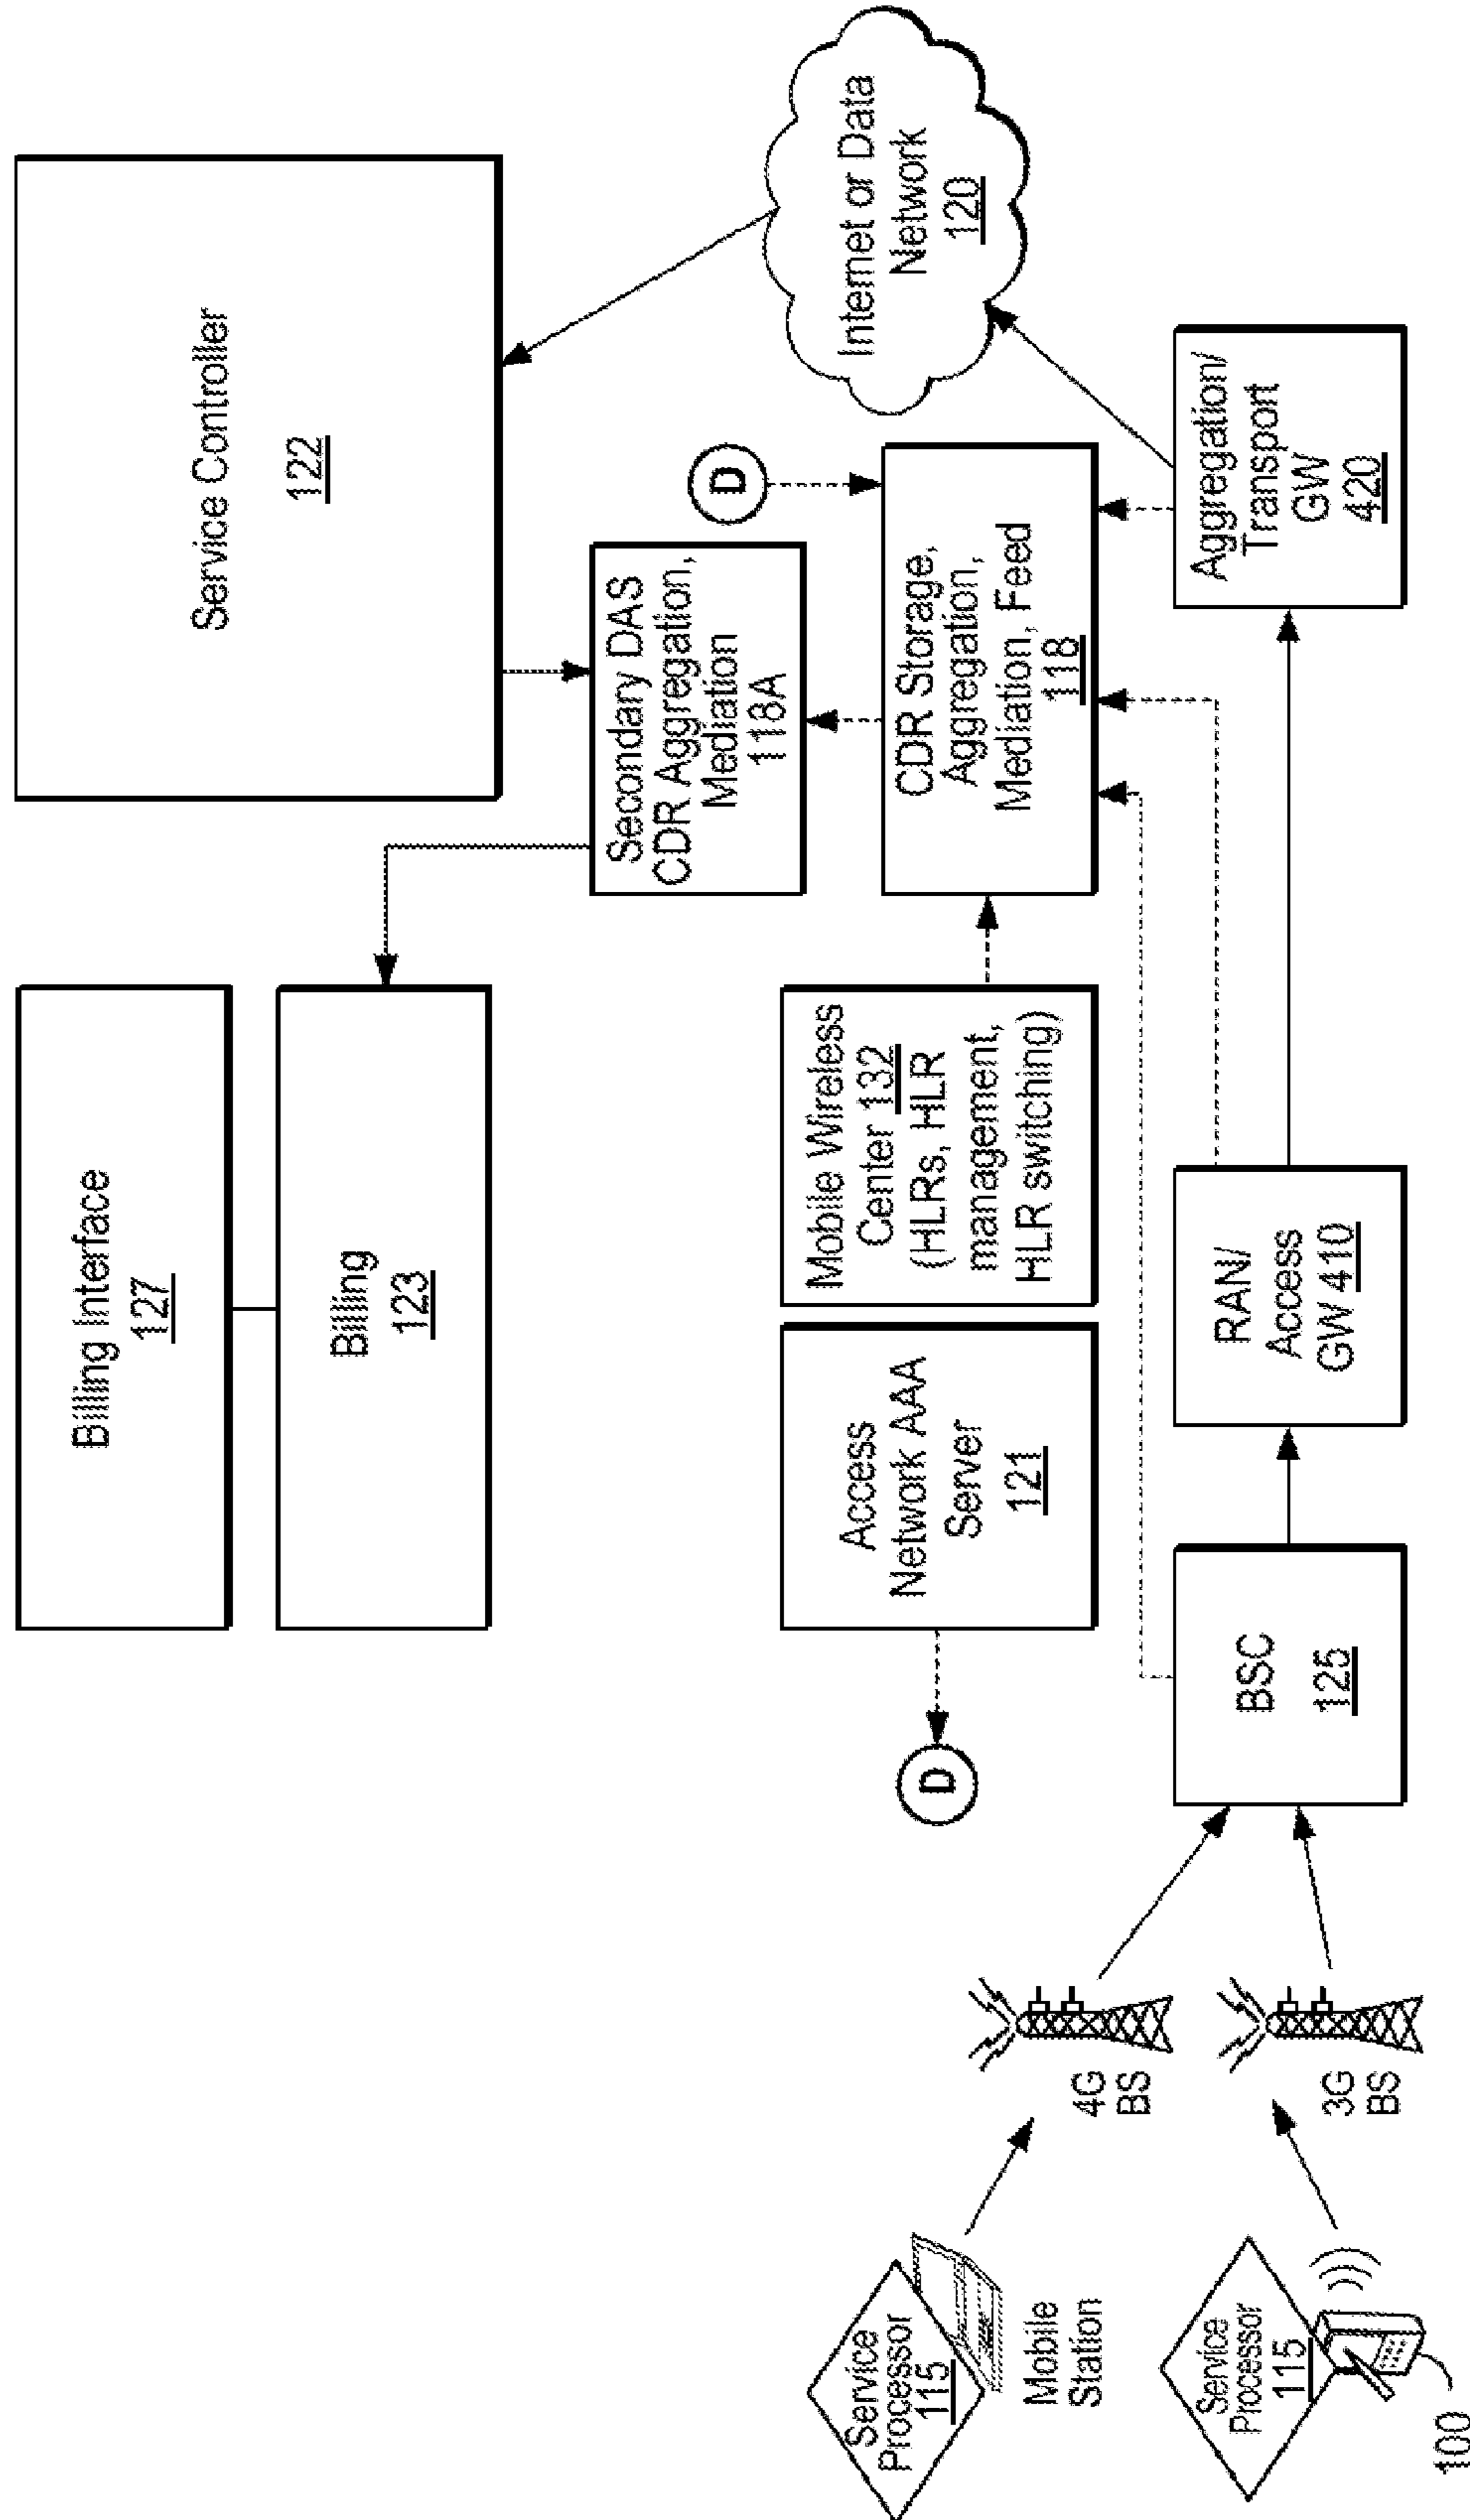 Billing Interface
127
Billing
123
Service Controller
122
Secondary DAS
CDR Aggregation,
Mediation
118A
D
Access
Network AAA
Server
121
Mobile Wireless
Center 132
(HLRs, HLR
management,
HLR switching)
CDR Storage,
Aggregation,
Mediation, Feed
118
Internet or Data
Network
120
D
Service
Processor
115
Mobile
Station
4G
BS
Service
Processor
115
100
3G
BS
BSC
125
RAN/
Access
GW 410
Aggregation/
Transport
GW
420